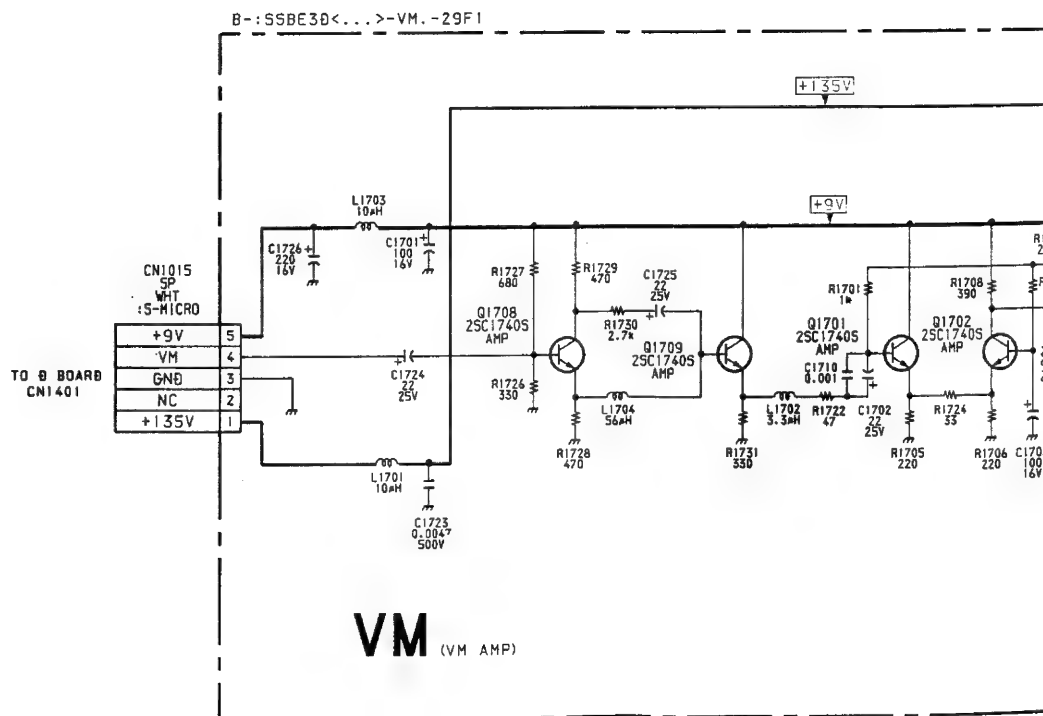 B-:SSBE3D<...>-VM.-29F1
+135V
L1703
10µH
+9V
C1726
220
16V
C1701
100
16V
CN1015
SP
WHT
:S-MICRO
R1727
680
R1729
470
C1725
22
25V
R1701
1k
R1708
390
Q1708
2SC1740S
AMP
R1730
2.7k
Q1709
2SC1740S
AMP
Q1701
2SC1740S
AMP
Q1702
2SC1740S
AMP
+9V 5
VM 4
GND 3
NC 2
+135V 1
TO D BOARD
CN1401
C1724
22
25V
R1726
330
L1704
56µH
C1710
0.001
L1702
3.3µH
R1722
47
C1702
22
25V
R1724
33
R1728
470
R1731
330
R1705
220
R1706
220
C170
100
16V
L1701
10µH
C1723
0.0047
500V
VM (VM AMP)